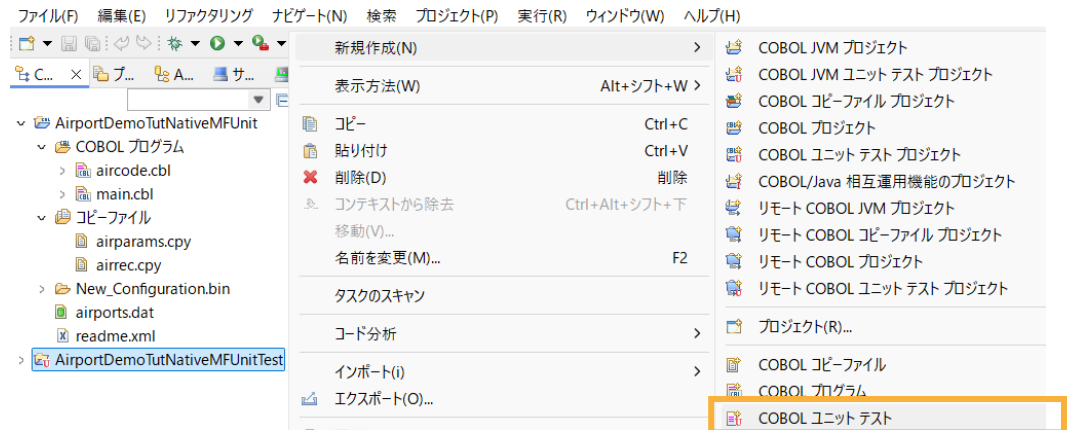 ファイル(F) 編集(E) リファクタリング ナビゲート(N) 検索 プロジェクト(P) 実行(R) ウィンドウ(W) ヘルプ(H)
C... プ... A... サ...
AirportDemoTutNativeMFUnit
COBOL プログラム
aircode.cbl
main.cbl
コピーファイル
airparams.cpy
airrec.cpy
New_Configuration.bin
airports.dat
readme.xml
AirportDemoTutNativeMFUnitTest
新規作成(N)
表示方法(W) Alt+シフト+W
コピー Ctrl+C
貼り付け Ctrl+V
削除(D) 削除
コンテキストから除去 Ctrl+Alt+シフト+下
移動(V)...
名前を変更(M)... F2
タスクのスキャン
コード分析
インポート(i)
エクスポート(O)...
COBOL JVM プロジェクト
COBOL JVM ユニット テスト プロジェクト
COBOL コピーファイル プロジェクト
COBOL プロジェクト
COBOL ユニット テスト プロジェクト
COBOL/Java 相互運用機能のプロジェクト
リモート COBOL JVM プロジェクト
リモート COBOL コピーファイル プロジェクト
リモート COBOL プロジェクト
リモート COBOL ユニット テスト プロジェクト
プロジェクト(R)...
COBOL コピーファイル
COBOL プログラム
COBOL ユニット テスト